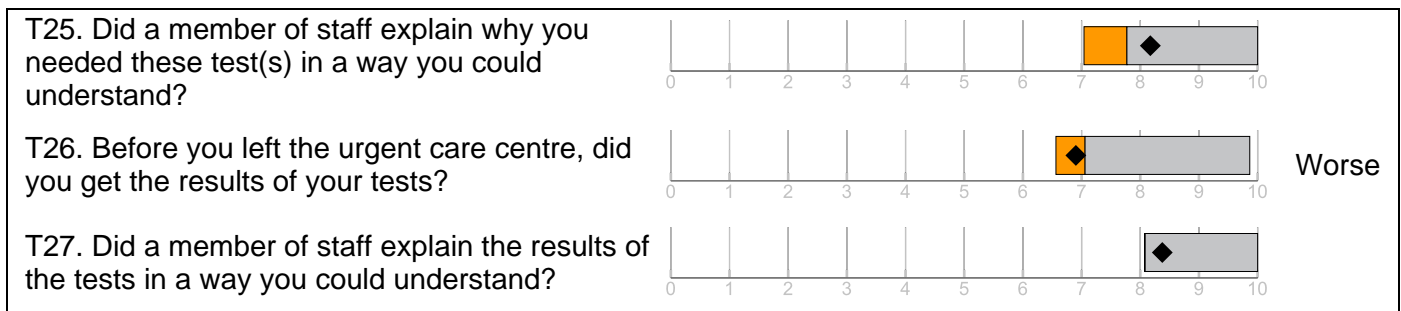 T25. Did a member of staff explain why you
needed these test(s) in a way you could
understand?
0 1 2 3 4 5 6 7 8 9 10
T26. Before you left the urgent care centre, did
you get the results of your tests?
Worse
0 1 2 3 4 5 6 7 8 9 10
T27. Did a member of staff explain the results of
the tests in a way you could understand?
0 1 2 3 4 5 6 7 8 9 10